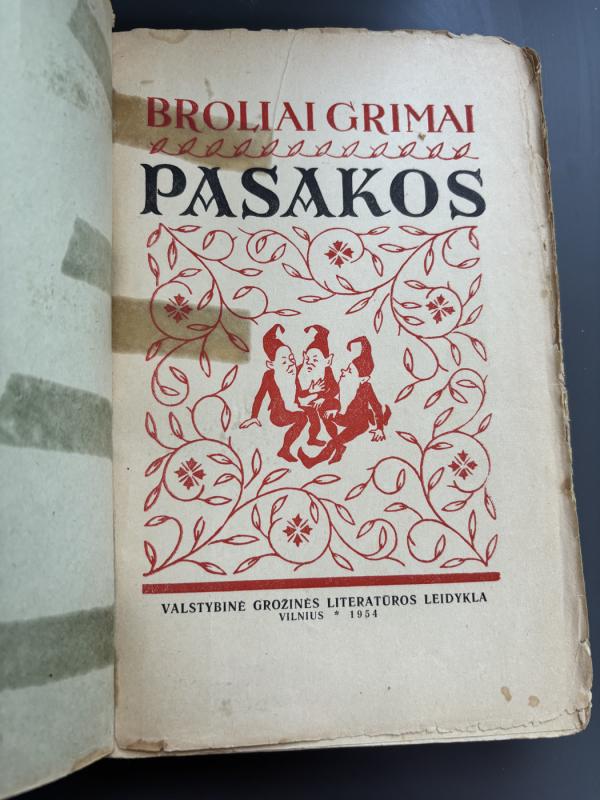 BROLIAI GRIMAI
PASAKOS
VALSTYBINĖ GROŽINĖS LITERATŪROS LEIDYKLA
VILNIUS * 1954